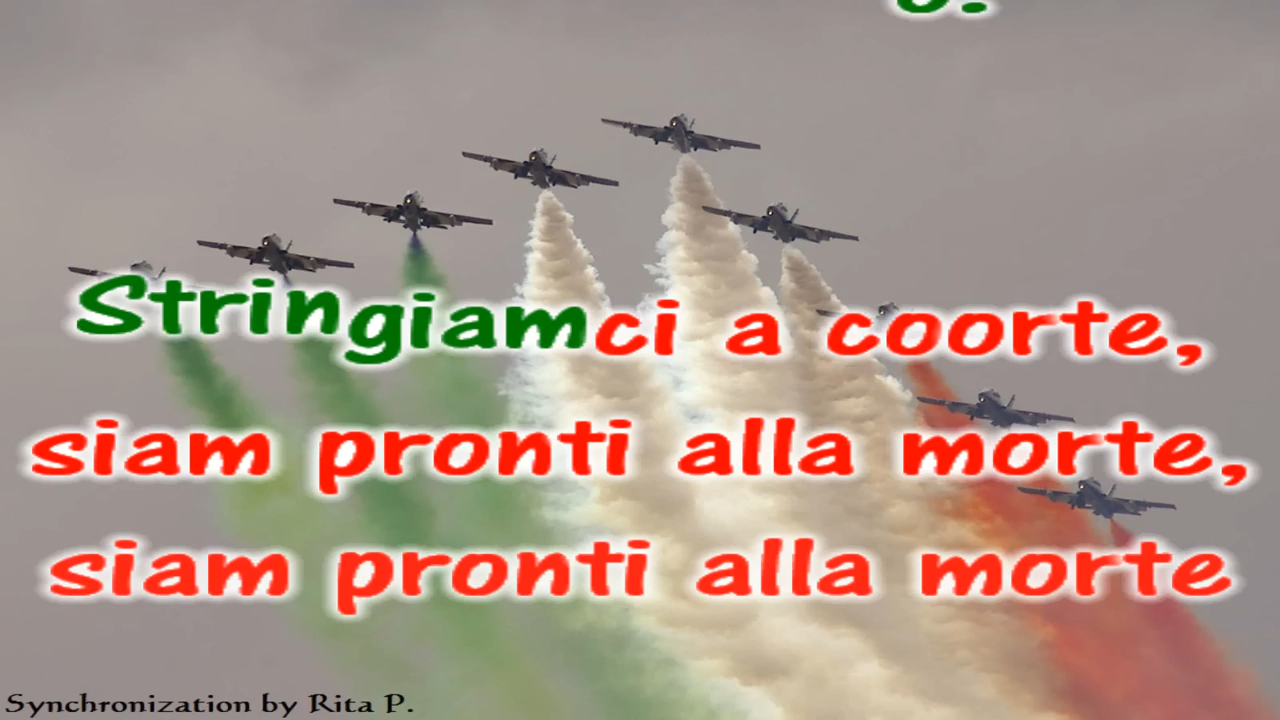 Stringiamci a coorte,
siam pronti alla morte,
siam pronti alla morte
Synchronization by Rita P.